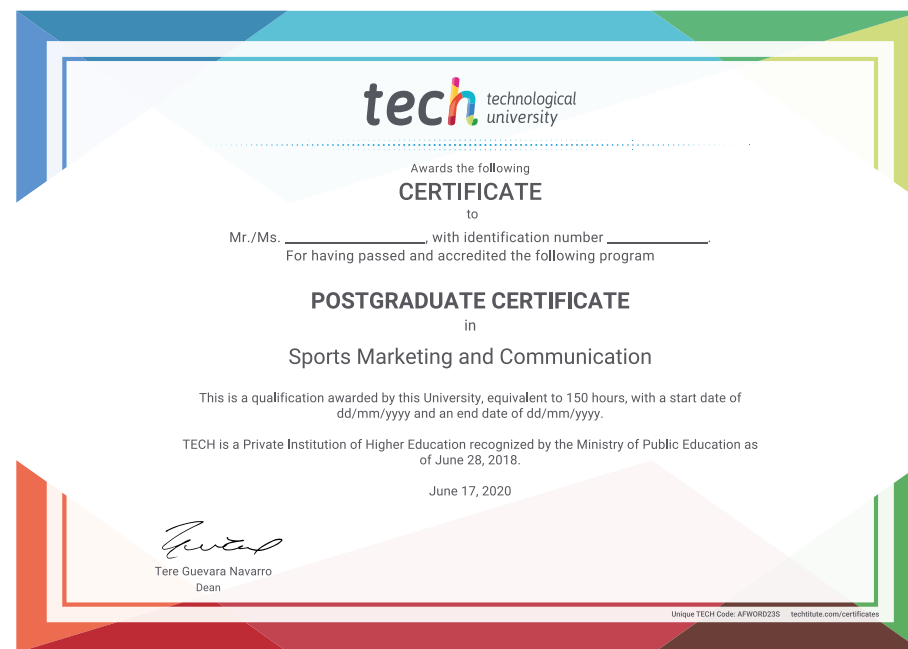 tech technological
university
Awards the following
CERTIFICATE
to
Mr./Ms. ____________________, with identification number ______________.
For having passed and accredited the following program
POSTGRADUATE CERTIFICATE
in
Sports Marketing and Communication
This is a qualification awarded by this University, equivalent to 150 hours, with a start date of
dd/mm/yyyy and an end date of dd/mm/yyyy.
TECH is a Private Institution of Higher Education recognized by the Ministry of Public Education as
of June 28, 2018.
June 17, 2020
Tere Guevara Navarro
Dean
Unique TECH Code: AFWORD23S techtitute.com/certificates